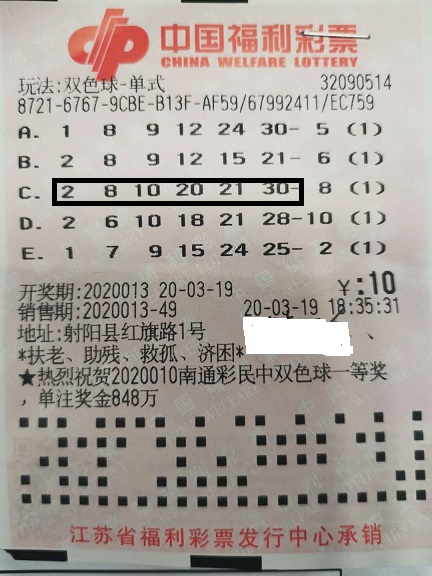 中国福利彩票
CHINA WELFARE LOTTERY
玩法:双色球-单式 32090514
8721-6767-9CBE-B13F-AF59/67992411/EC759
A. 1 8 9 12 24 30- 5 (1)
B. 2 8 9 12 15 21- 6 (1)
C. 2 8 10 20 21 30- 8 (1)
D. 2 6 10 18 21 28-10 (1)
E. 1 7 9 15 24 25- 2 (1)
开奖期:2020013 20-03-19 ¥:10
销售期:2020013-49 20-03-19 18:35:31
地址:射阳县红旗路1号 、
*扶老、助残、救孤、济困*
★热烈祝贺2020010南通彩民中双色球一等奖
,单注奖金848万
江苏省福利彩票发行中心承销